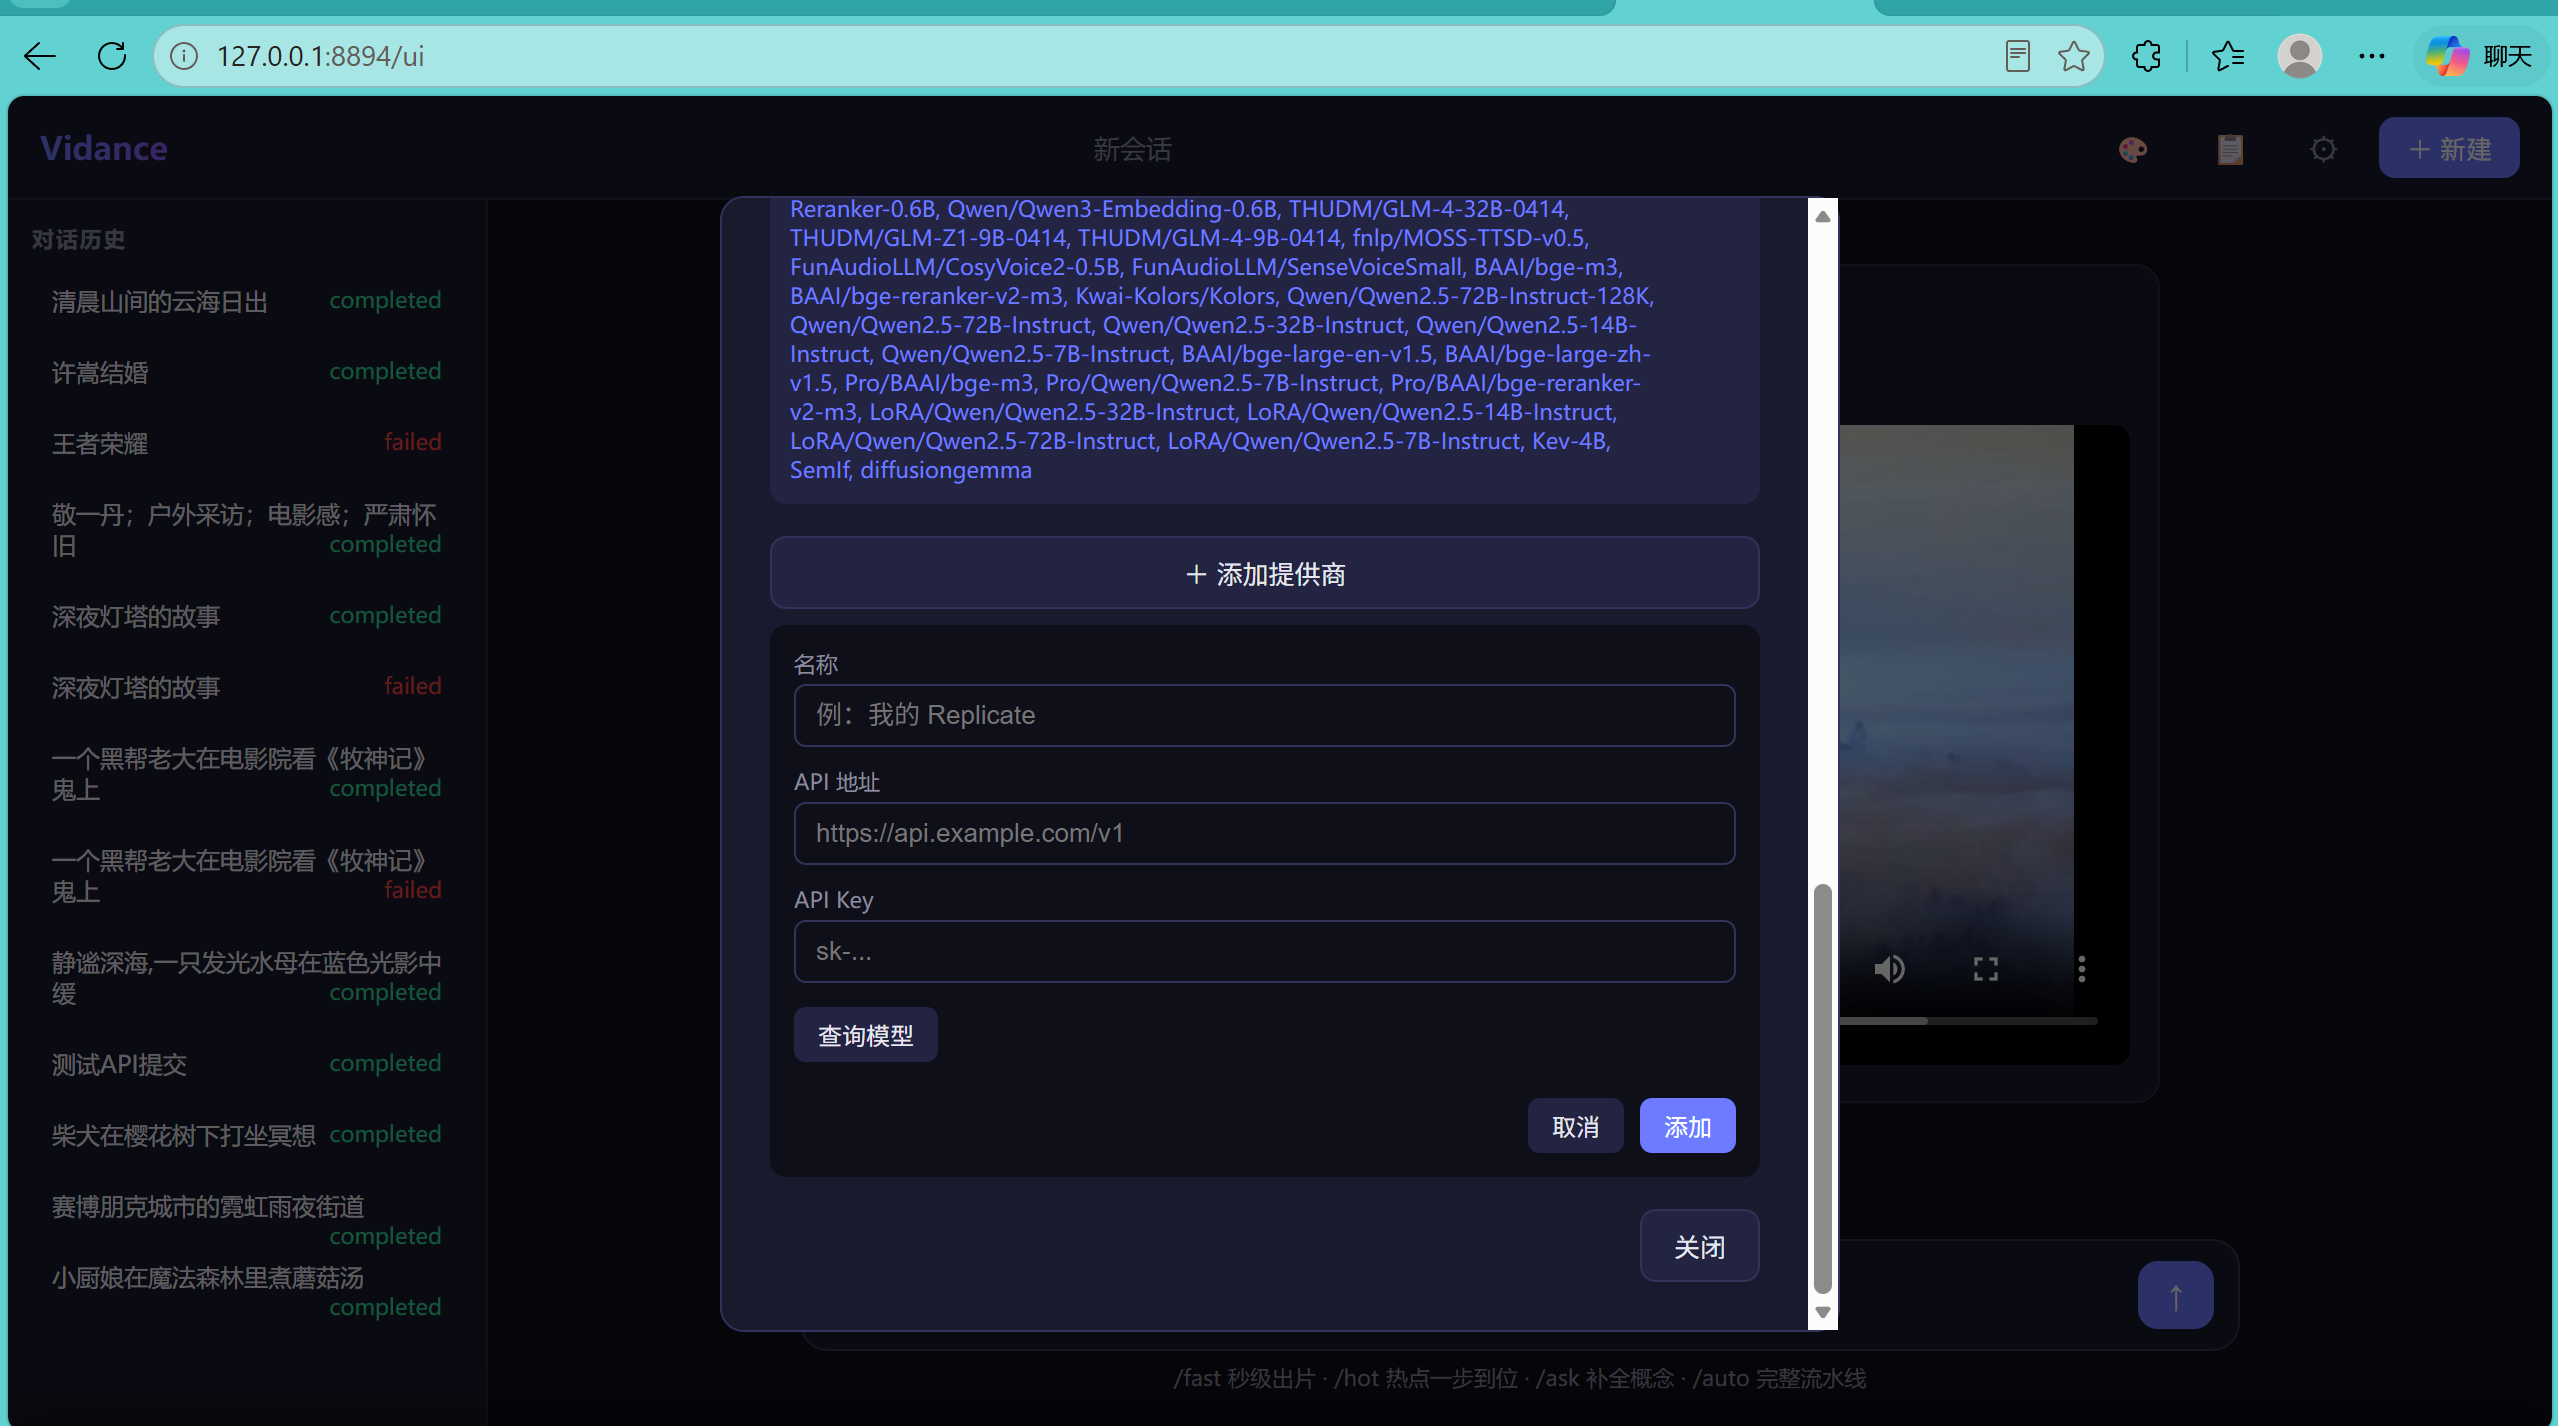 127.0.0.1:8894/ui
聊天
Vidance
新会话
＋ 新建
对话历史
清晨山间的云海日出 completed
许嵩结婚 completed
王者荣耀 failed
敬一丹；户外采访；电影感；严肃怀
旧 completed
深夜灯塔的故事 completed
深夜灯塔的故事 failed
一个黑帮老大在电影院看《牧神记》
鬼上 completed
一个黑帮老大在电影院看《牧神记》
鬼上 failed
静谧深海,一只发光水母在蓝色光影中
缓 completed
测试API提交 completed
柴犬在樱花树下打坐冥想 completed
赛博朋克城市的霓虹雨夜街道
completed
小厨娘在魔法森林里煮蘑菇汤
completed
Reranker-0.6B, Qwen/Qwen3-Embedding-0.6B, THUDM/GLM-4-32B-0414,
THUDM/GLM-Z1-9B-0414, THUDM/GLM-4-9B-0414, fnlp/MOSS-TTSD-v0.5,
FunAudioLLM/CosyVoice2-0.5B, FunAudioLLM/SenseVoiceSmall, BAAI/bge-m3,
BAAI/bge-reranker-v2-m3, Kwai-Kolors/Kolors, Qwen/Qwen2.5-72B-Instruct-128K,
Qwen/Qwen2.5-72B-Instruct, Qwen/Qwen2.5-32B-Instruct, Qwen/Qwen2.5-14B-
Instruct, Qwen/Qwen2.5-7B-Instruct, BAAI/bge-large-en-v1.5, BAAI/bge-large-zh-
v1.5, Pro/BAAI/bge-m3, Pro/Qwen/Qwen2.5-7B-Instruct, Pro/BAAI/bge-reranker-
v2-m3, LoRA/Qwen/Qwen2.5-32B-Instruct, LoRA/Qwen/Qwen2.5-14B-Instruct,
LoRA/Qwen/Qwen2.5-72B-Instruct, LoRA/Qwen/Qwen2.5-7B-Instruct, Kev-4B,
SemIf, diffusiongemma
＋ 添加提供商
名称
例：我的 Replicate
API 地址
https://api.example.com/v1
API Key
sk-...
查询模型
取消
添加
关闭
/fast 秒级出片 · /hot 热点一步到位 · /ask 补全概念 · /auto 完整流水线